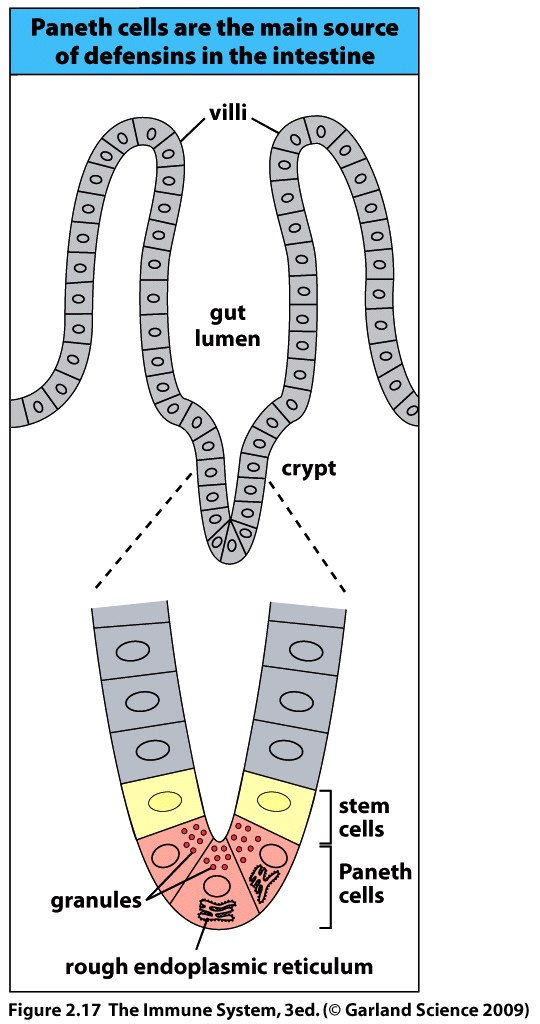 Paneth cells are the main source
of defensins in the intestine
villi
gut
lumen
crypt
stem
cells
Paneth
cells
granules
rough endoplasmic reticulum
Figure 2.17 The Immune System, 3ed. (© Garland Science 2009)